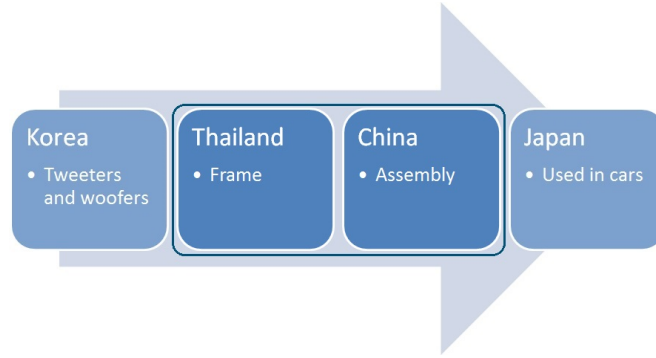 Korea
• Tweeters
and woofers
Thailand
• Frame
China
• Assembly
Japan
• Used in cars